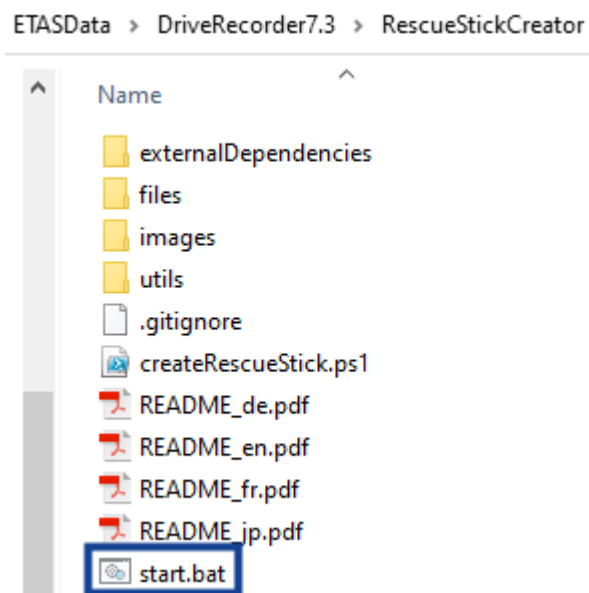 ETASData > DriveRecorder7.3 > RescueStickCreator
Name
externalDependencies
files
images
utils
.gitignore
createRescueStick.ps1
README_de.pdf
README_en.pdf
README_fr.pdf
README_jp.pdf
start.bat